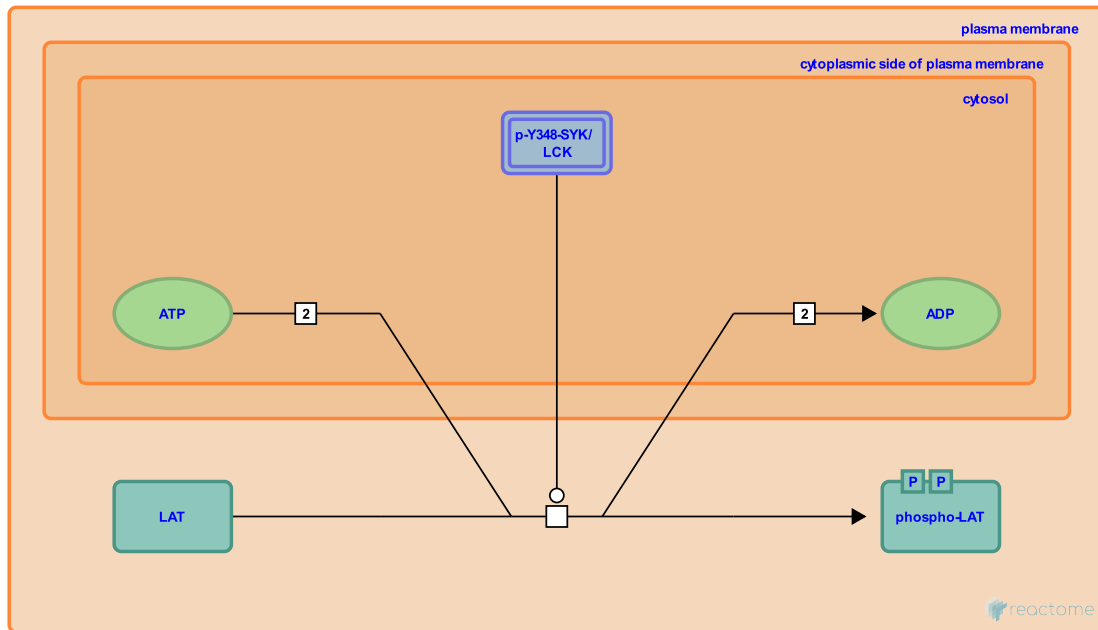 plasma membrane
cytoplasmic side of plasma membrane
cytosol
p-Y348-SYK/
LCK
ATP
2
2
ADP
P P
LAT
phospho-LAT
reactome